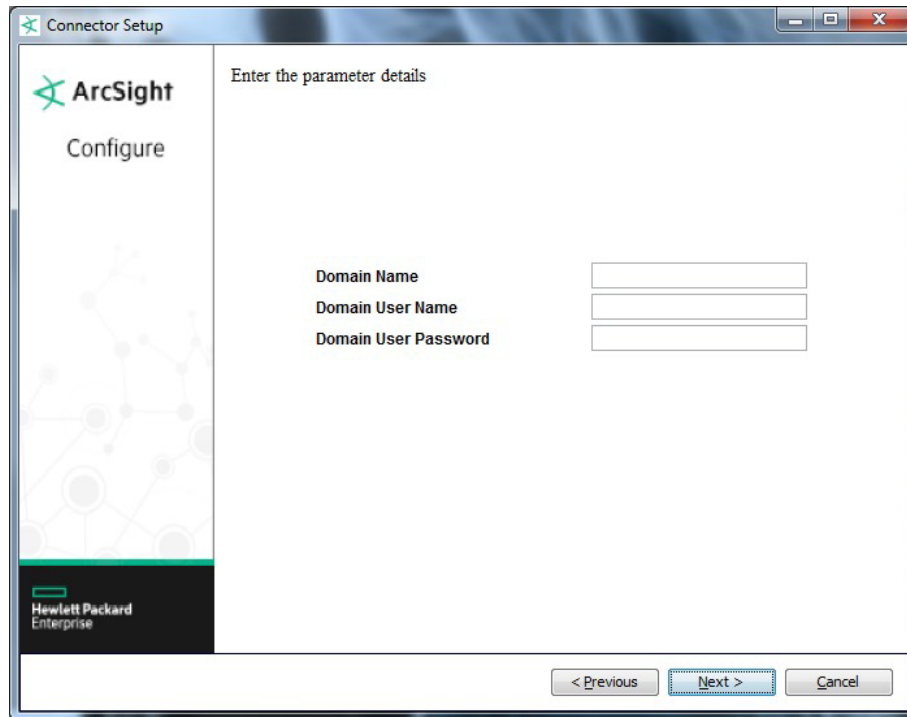 Connector Setup
ArcSight
Configure
Enter the parameter details
Domain Name
Domain User Name
Domain User Password
Hewlett Packard
Enterprise
< Previous
Next >
Cancel